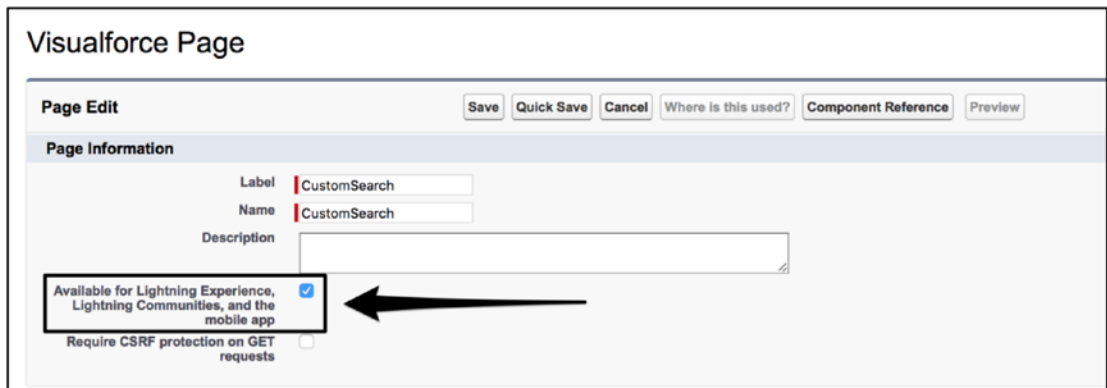 Visualforce Page
Page Edit
Save Quick Save Cancel Where is this used? Component Reference Preview
Page Information
Label CustomSearch
Name CustomSearch
Description
Available for Lightning Experience,
Lightning Communities, and the
mobile app
Require CSRF protection on GET
requests